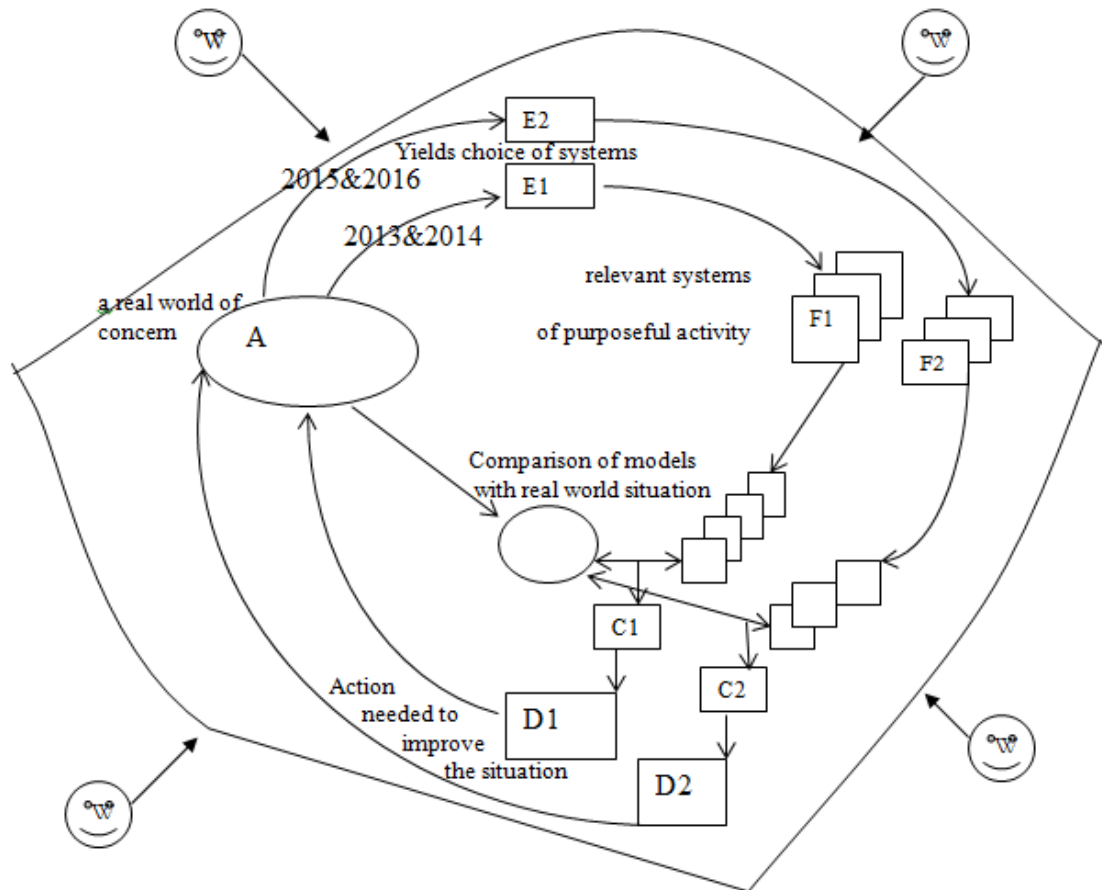 W
W
E2
Yields choice of systems
2015&2016
E1
2013&2014
relevant systems
a real world of
concern
A
of purposeful activity
F1
F2
Comparison of models
with real world situation
C1
C2
Action
needed to
improve
the situation
D1
D2
W
W